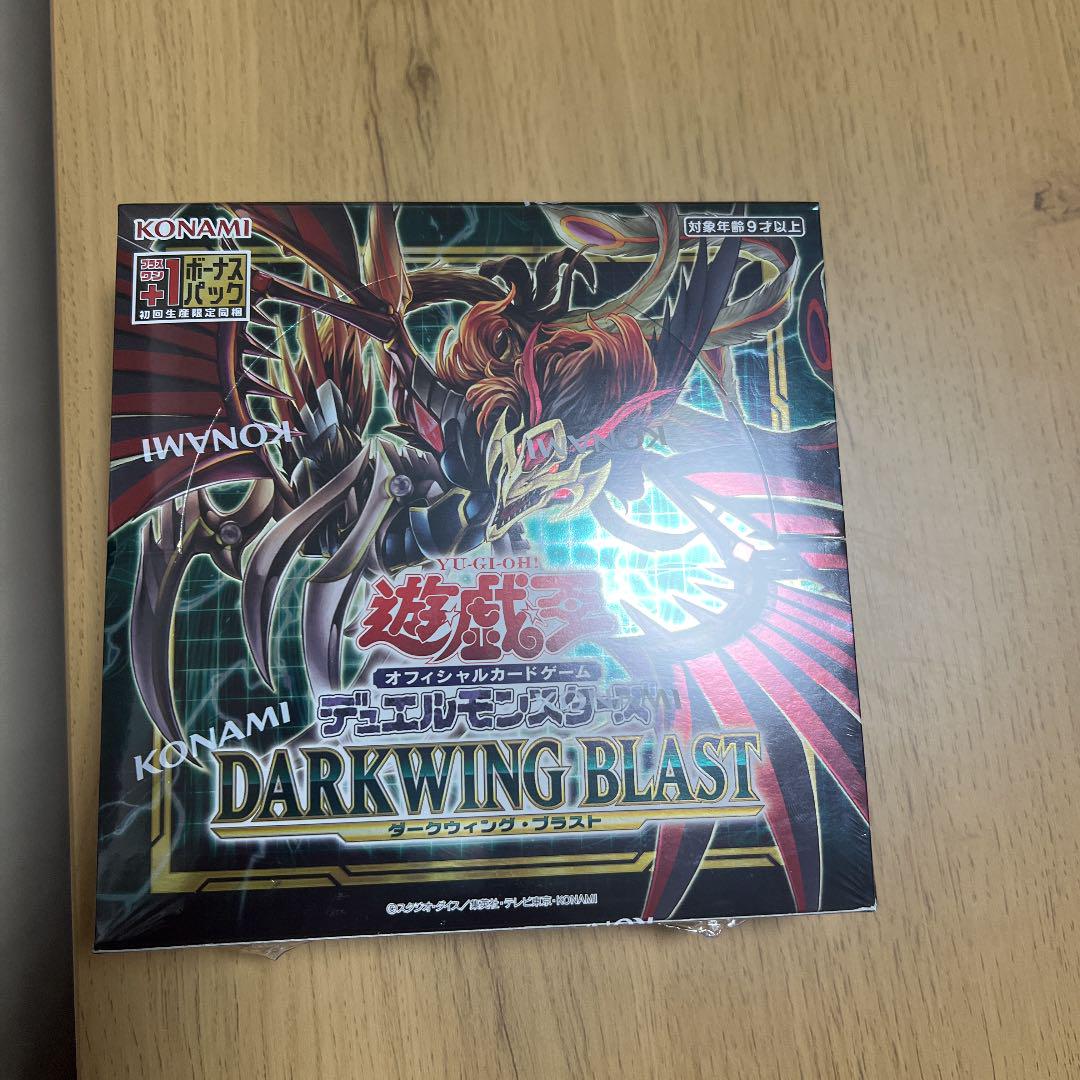 KONAMI
対象年齢9才以上
プラスワン
+1
ボーナス
パック
初回生産限定同梱
KONAMI
KONAMI
YU-GI-OH!
遊☆戯☆王
オフィシャルカードゲーム
デュエルモンスターズ
KONAMI
DARKWING BLAST
ダークウィング・ブラスト
©スタジオ・ダイス／集英社・テレビ東京・KONAMI
KONAMI